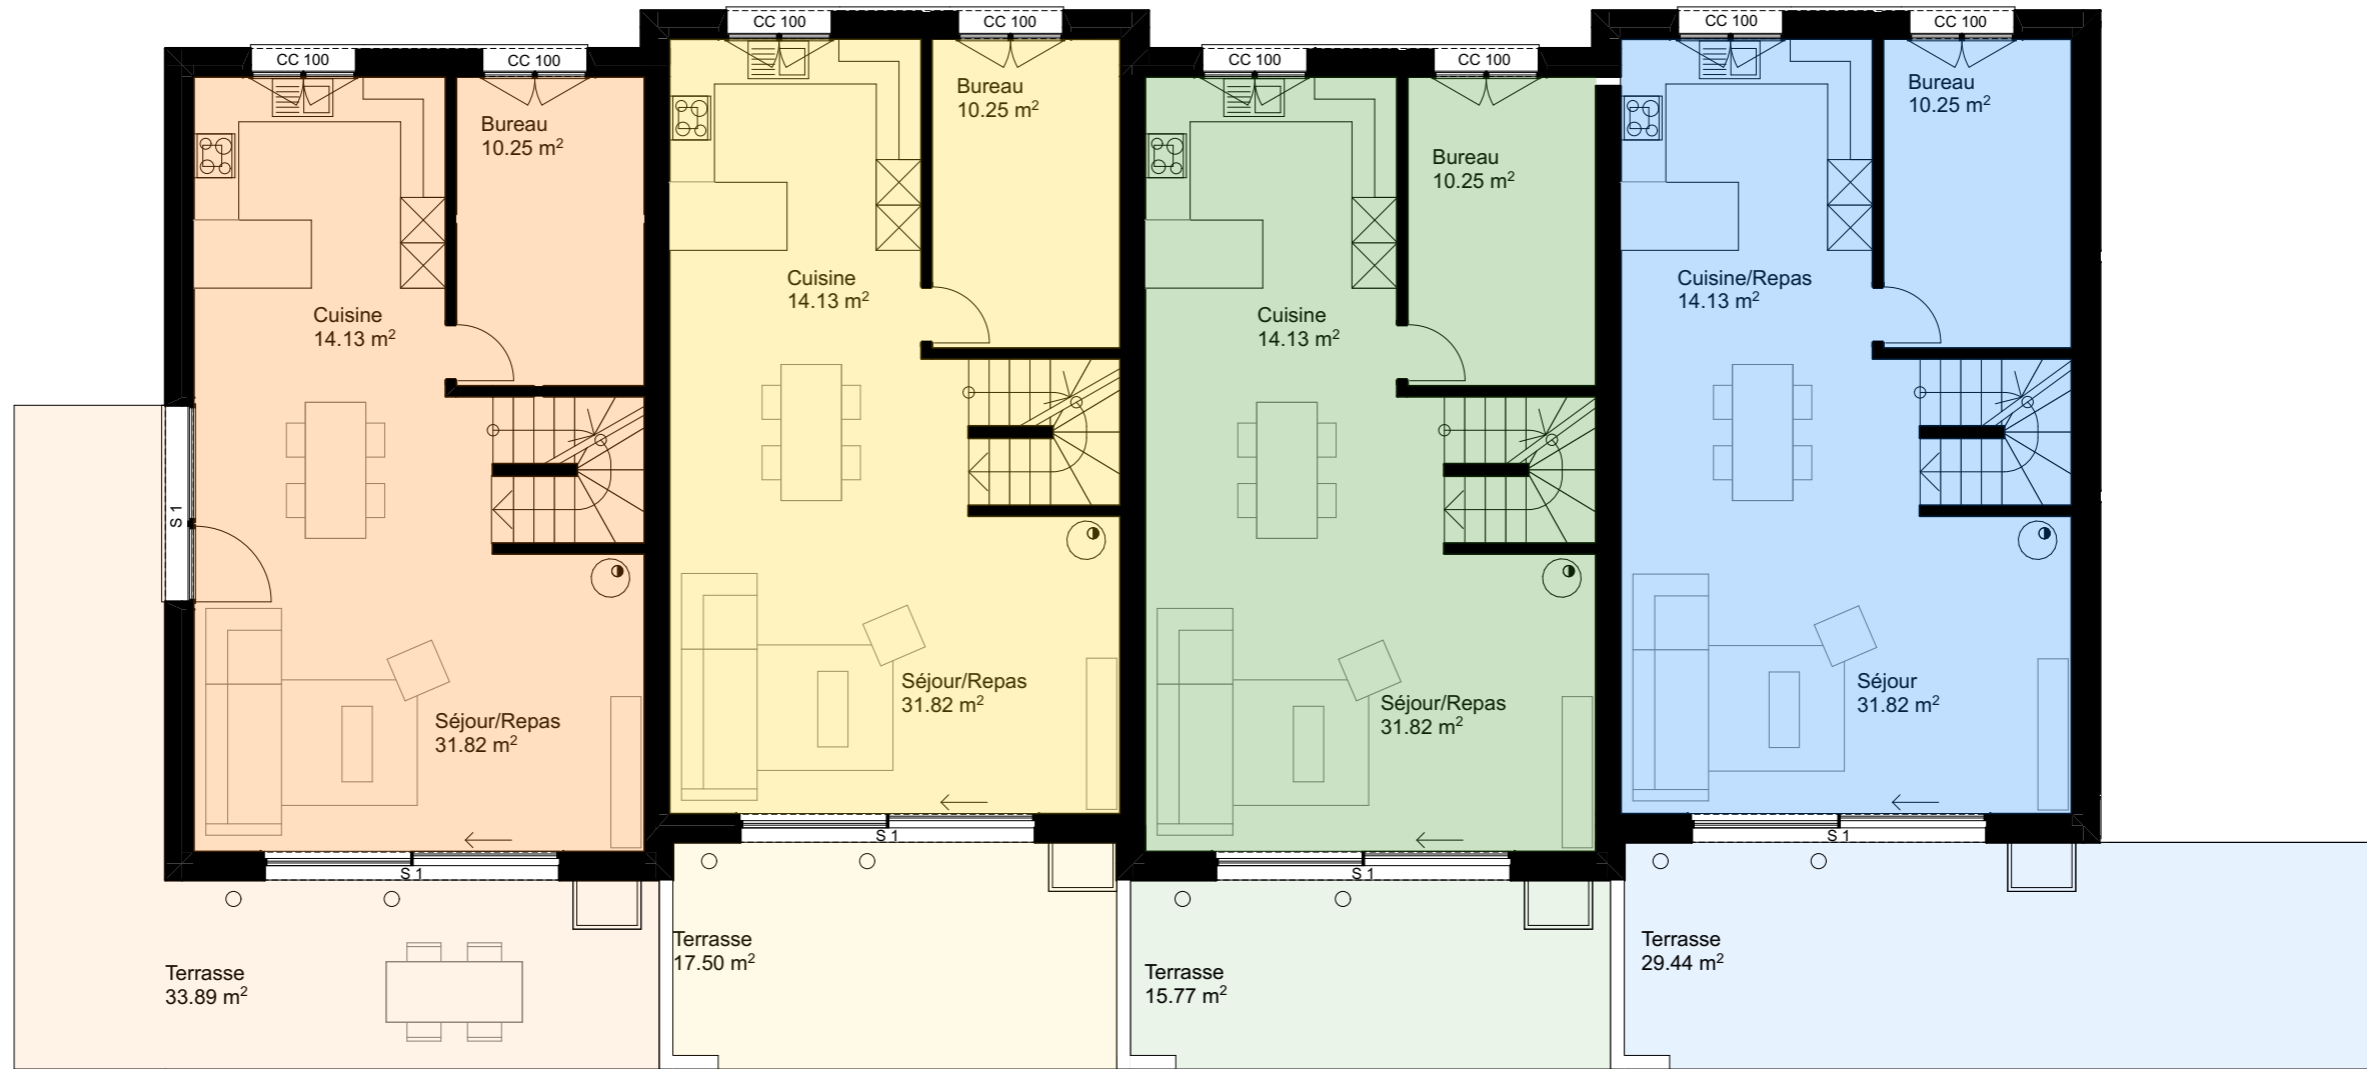 CC 100
CC 100
CC 100
CC 100
CC 100
CC 100
CC 100
CC 100
Bureau
10.25 m²
Bureau
10.25 m²
Bureau
10.25 m²
Bureau
10.25 m²
Cuisine
14.13 m²
Cuisine
14.13 m²
Cuisine
14.13 m²
Cuisine/Repas
14.13 m²
S 1
Séjour/Repas
31.82 m²
Séjour/Repas
31.82 m²
Séjour/Repas
31.82 m²
Séjour
31.82 m²
S 1
S 1
S 1
S 1
Terrasse
33.89 m²
Terrasse
17.50 m²
Terrasse
15.77 m²
Terrasse
29.44 m²